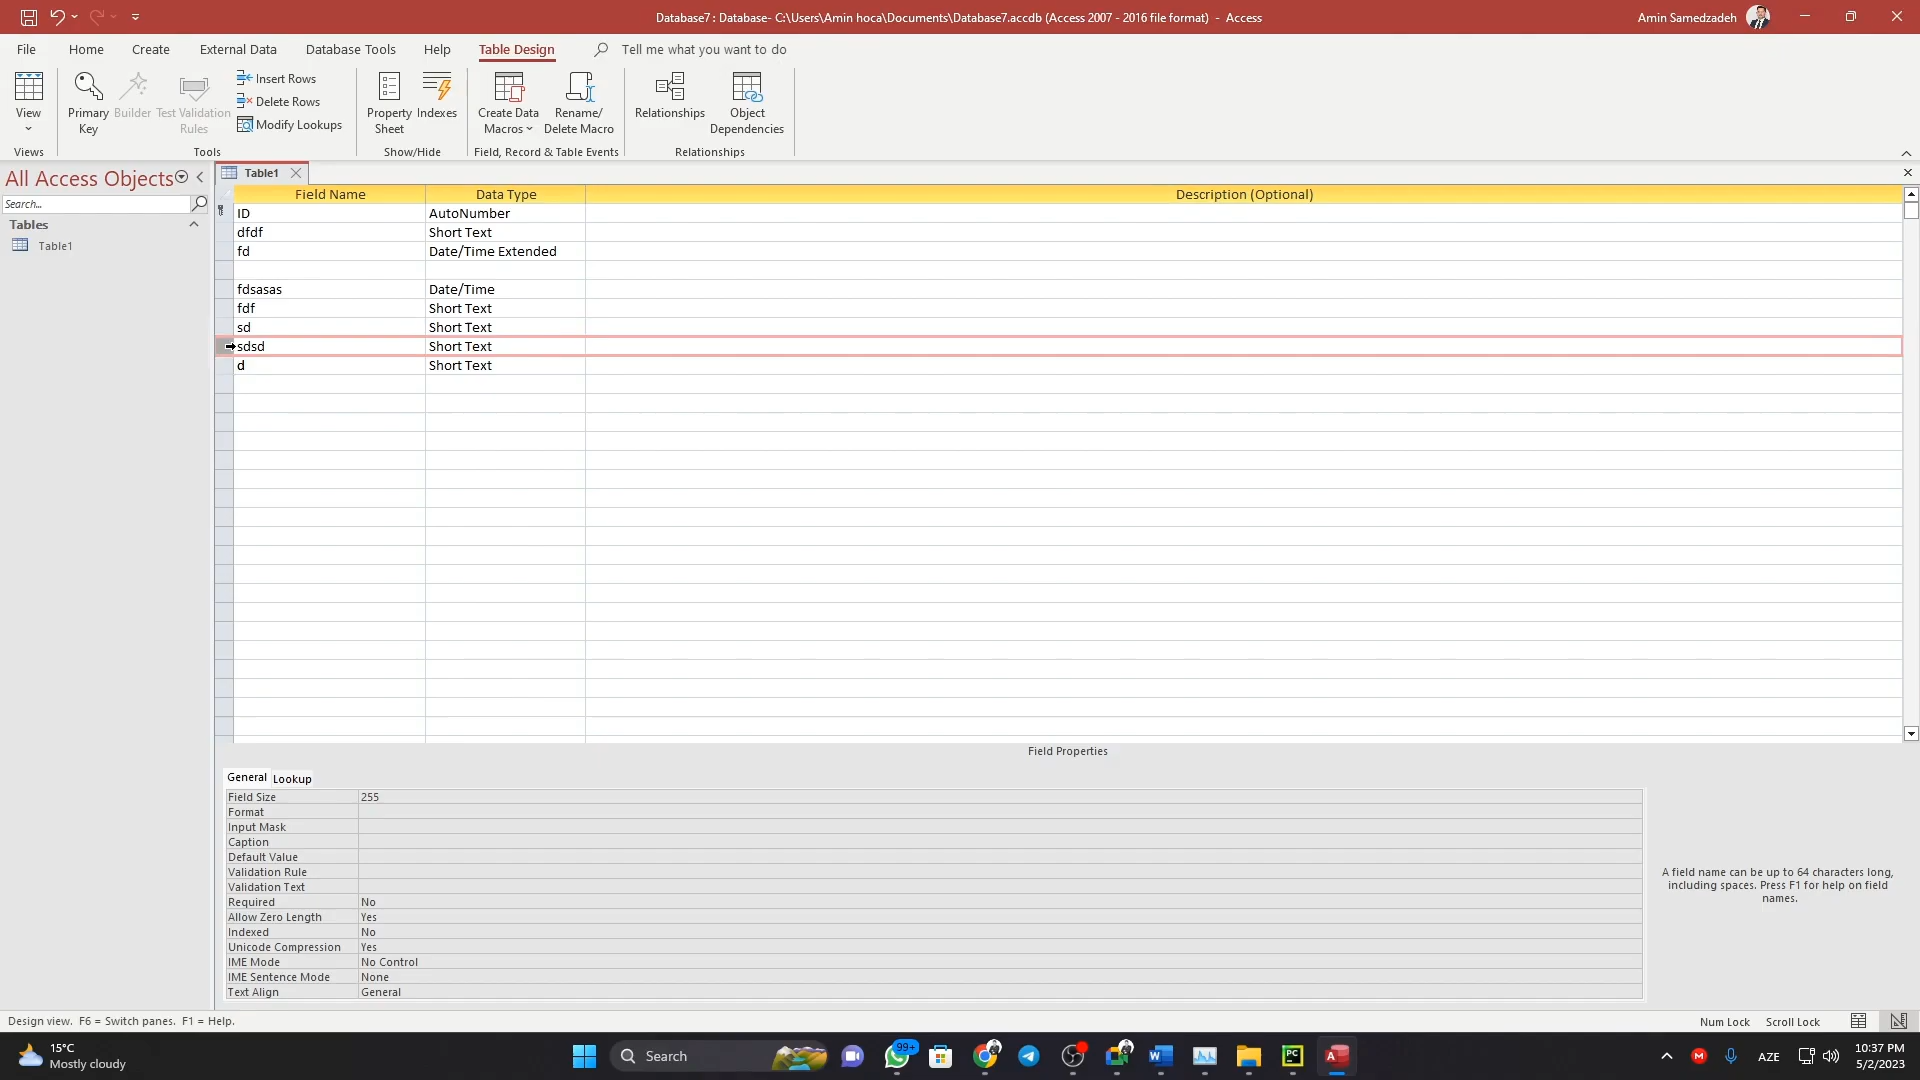 Database7 : Database- C:\Users\Amin hoca\Documents\Database7.accdb (Access 2007 - 2016 file format) - Access
Amin Samedzadeh
File Home Create External Data Database Tools Help Table Design Tell me what you want to do
View
Primary Key
Builder
Test Validation Rules
Insert Rows
Delete Rows
Modify Lookups
Property Sheet
Indexes
Create Data Macros
Rename/ Delete Macro
Relationships
Object Dependencies
Views Tools Show/Hide Field, Record & Table Events Relationships
All Access Objects
Search...
Tables
Table1
Table1
Field Name Data Type Description (Optional)
ID AutoNumber
dfdf Short Text
fd Date/Time Extended
fdsasas Date/Time
fdf Short Text
sd Short Text
sdsd Short Text
d Short Text
Field Properties
General Lookup
Field Size 255
Format
Input Mask
Caption
Default Value
Validation Rule
Validation Text
Required No
Allow Zero Length Yes
Indexed No
Unicode Compression Yes
IME Mode No Control
IME Sentence Mode None
Text Align General
A field name can be up to 64 characters long,
including spaces. Press F1 for help on field
names.
Design view. F6 = Switch panes. F1 = Help.
Num Lock Scroll Lock
15°C
Mostly cloudy
Search
99+
PC
W
A
M
AZE
10:37 PM
5/2/2023